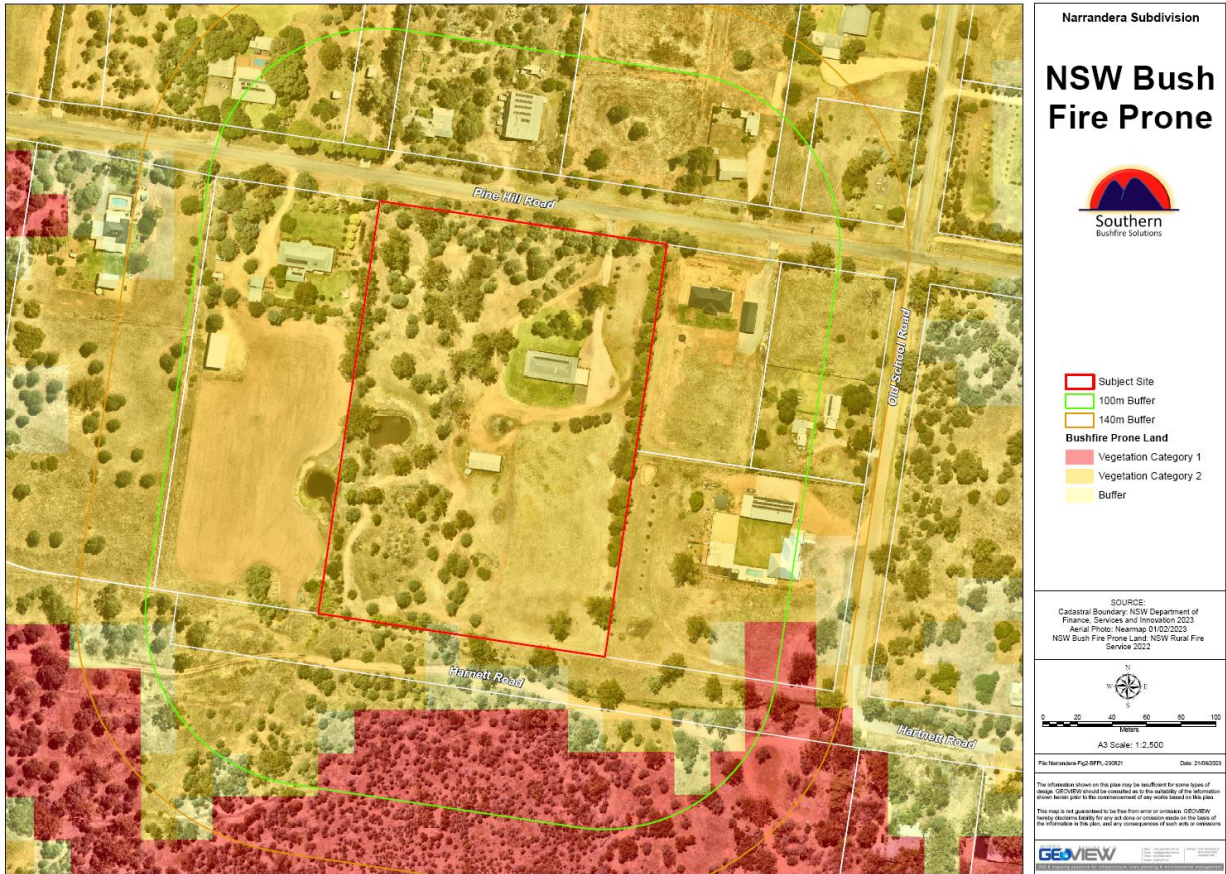 Narrandera Subdivision
NSW Bush
Fire Prone
Southern
Bushfire Solutions
Pine Hill Road
Old School Road
Harnett Road
Hartnett Road
Subject Site
100m Buffer
140m Buffer
Bushfire Prone Land
Vegetation Category 1
Vegetation Category 2
Buffer
SOURCE:
Cadastral Boundary: NSW Department of
Finance, Services and Innovation 2023
Aerial Photo: Nearmap 01/02/2023
NSW Bush Fire Prone Land: NSW Rural Fire
Service 2022
N
W E
S
0 20 40 60 80 100
Meters
A3 Scale: 1:2,500
File:Narrandera-Fig2-BFPL-230821 Date: 21/08/2023
The information shown on this plan may be insufficient for some types of
design. GEOVIEW should be consulted as to the suitability of the information
shown herein prior to the commencement of any works based on this plan.
This map is not guaranteed to be free from error or omission. GEOVIEW
hereby disclaims liability for any act done or omission made on the basis of
the information in this plan, and any consequences of such acts or omissions
GEOVIEW